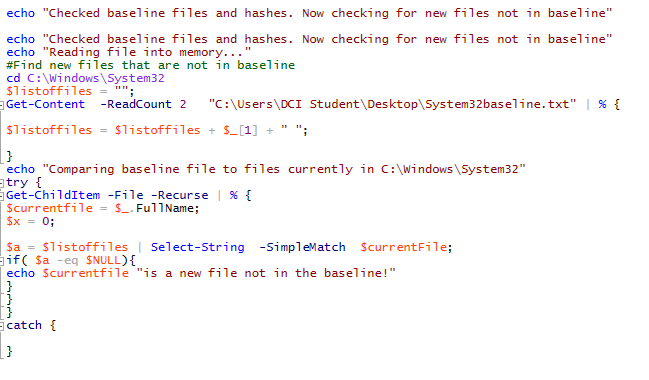 echo "Checked baseline files and hashes. Now checking for new files not in baseline"
echo "Checked baseline files and hashes. Now checking for new files not in baseline"
echo "Reading file into memory..."
#Find new files that are not in baseline
cd C:\Windows\System32
$listoffiles = "";
Get-Content  -ReadCount 2   "C:\Users\DCI Student\Desktop\System32baseline.txt" | % {
$listoffiles = $listoffiles + $_[1] + " ";
}
echo "Comparing baseline file to files currently in C:\Windows\System32"
try {
Get-ChildItem -File -Recurse | % {
$currentfile = $_.FullName;
$x = 0;
$a = $listoffiles | Select-String  -SimpleMatch  $currentFile;
if( $a -eq $NULL){
echo $currentfile "is a new file not in the baseline!"
}
}
}
catch {
}